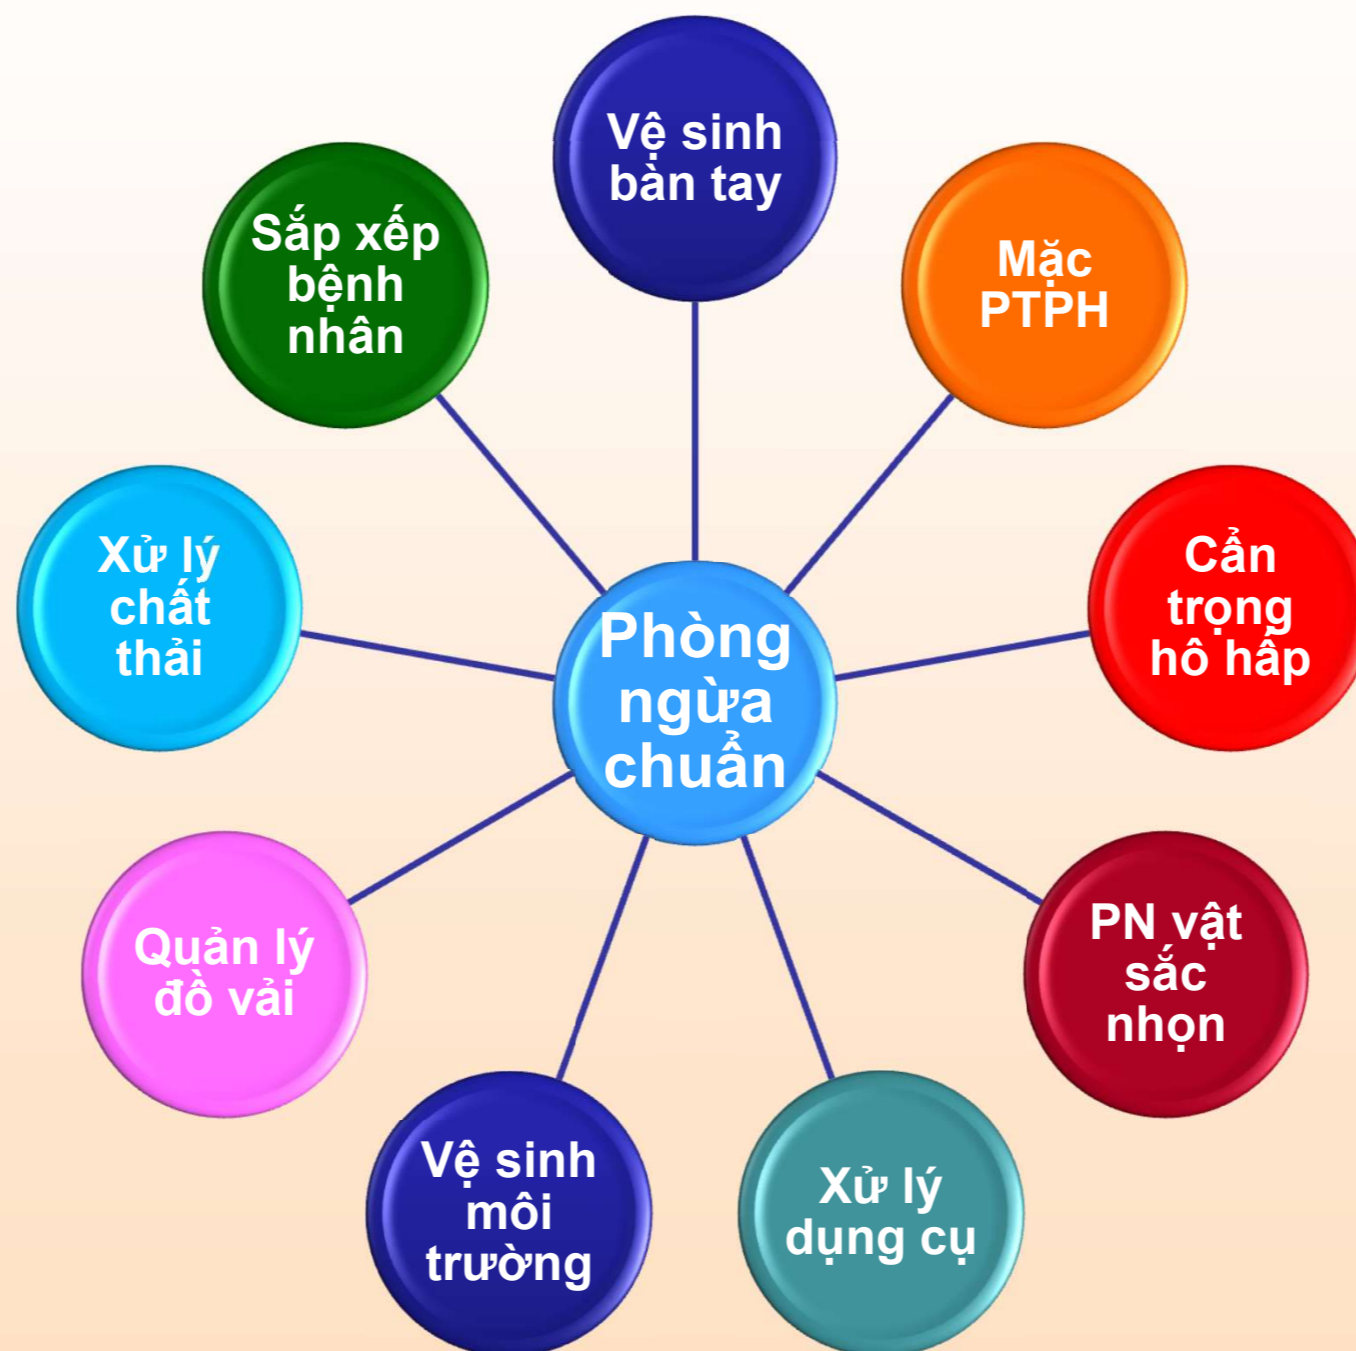 Vệ sinh
bàn tay
Mặc
PTPH
Cẩn
trọng
hô hấp
PN vật
sắc
nhọn
Xử lý
dụng cụ
Vệ sinh
môi
trường
Quản lý
đồ vải
Xử lý
chất
thải
Sắp xếp
bệnh
nhân
Phòng
ngừa
chuẩn